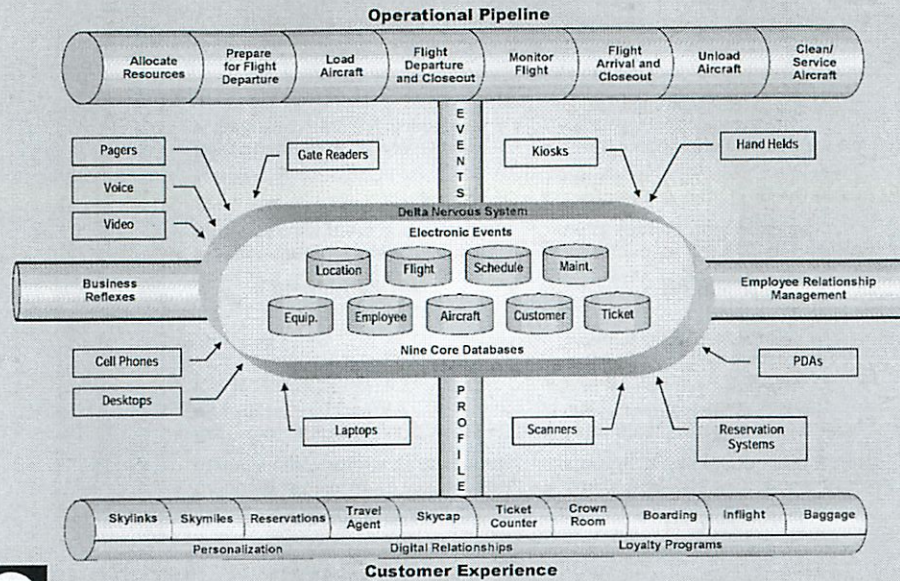 Operational Pipeline
Allocate
Resources
Prepare
for Flight
Departure
Load
Aircraft
Flight
Departure
and Closeout
Monitor
Flight
Flight
Arrival and
Closeout
Unload
Aircraft
Clean/
Service
Aircraft
EVENTS
Pagers
Voice
Video
Gate Readers
Kiosks
Hand Helds
Delta Nervous System
Electronic Events
Location
Flight
Schedule
Maint.
Business
Reflexes
Employee Relationship
Management
Equip.
Employee
Aircraft
Customer
Ticket
Nine Core Databases
Cell Phones
Desktops
Laptops
PROFILE
Scanners
PDAs
Reservation
Systems
Skylinks
Skymiles
Reservations
Travel
Agent
Skycap
Ticket
Counter
Crown
Room
Boarding
Inflight
Baggage
Personalization
Digital Relationships
Loyalty Programs
Customer Experience